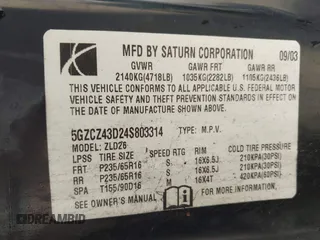 MFD BY SATURN CORPORATION 09/03
GVWR GAWR FRT GAWR RR
2140KG(4718LB) 1035KG(2282LB) 1105KG(2436LB)
THIS VEHICLE CONFORMS TO ALL APPLICABLE
U.S. FEDERAL MOTOR VEHICLE SAFETY
STANDARDS IN EFFECT ON THE DATE OF
MANUFACTURE SHOWN ABOVE.
5GZCZ43D24S803314 TYPE: M.P.V.
MODEL: ZLD26
LPSS TIRE SIZE SPEED RTG RIM COLD TIRE PRESSURE
FRT P235/65R16 S 16X6.5J 210KPA(30PSI)
RR P235/65R16 S 16X6.5J 210KPA(30PSI)
SPA T155/90D16 M 16X4T 420KPA(60PSI)
SEE OWNER'S MANUAL FOR ADDITIONAL INFORMATION
© autobidmaster